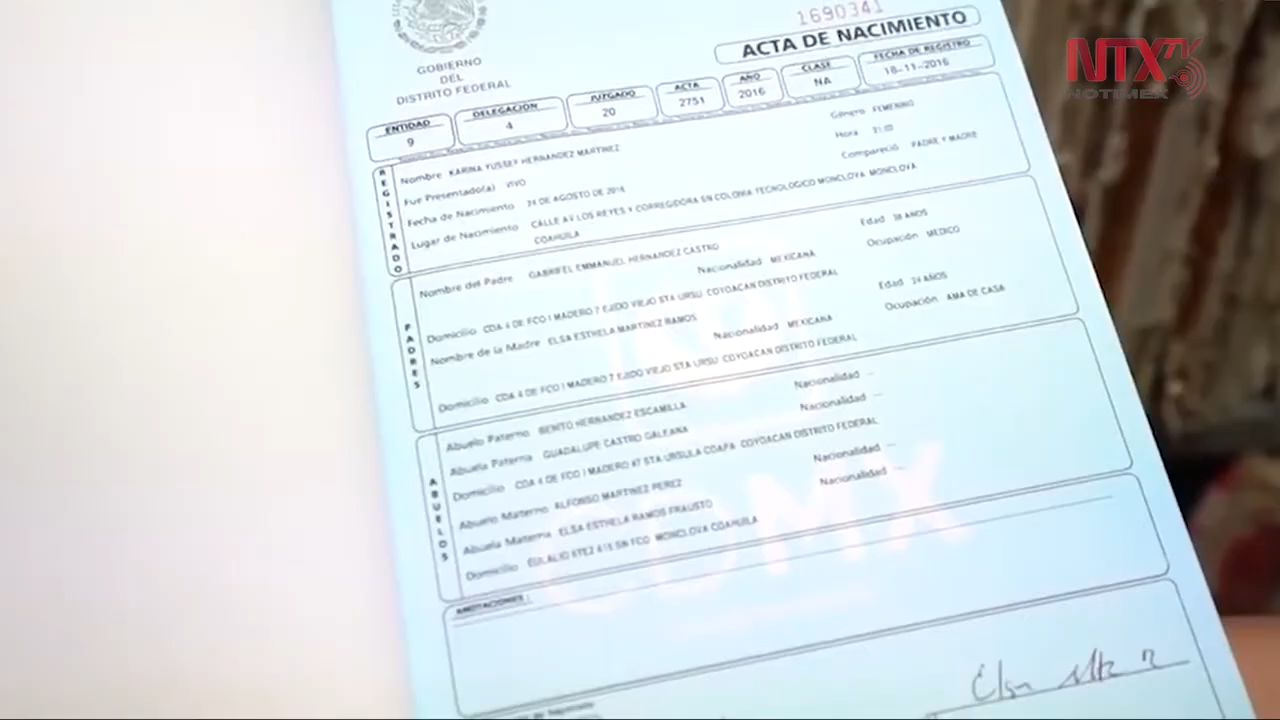 1690341
ACTA DE NACIMIENTO
NTX
NOTIMEX
GOBIERNO
DEL
DISTRITO FEDERAL
ENTIDAD DELEGACION JUZGADO ACTA AÑO CLASE FECHA DE REGISTRO
9 4 20 2751 2016 NA 18-11-2016
REGISTRADO
Nombre KARINA YUSSEF HERNANDEZ MARTINEZ Género FEMENINO
Fue Presentado(a) VIVO Hora
Fecha de Nacimiento DE AGOSTO DE Compareció PADRE Y MADRE
Lugar de Nacimiento CALLE AV LOS REYES Y CORREGIDORA EN COLONIA TECNOLOGICO MONCLOVA MONCLOVA
COAHUILA
PADRES
Nombre del Padre GABRIEL EMMANUEL HERNANDEZ CASTRO Edad AÑOS
Nacionalidad MEXICANA Ocupación MEDICO
Domicilio CDA 4 DE FCO I MADERO 7 EJIDO VIEJO STA URSU COYOACAN DISTRITO FEDERAL
Nombre de la Madre ELSA ESTHELA MARTINEZ RAMOS Edad 24 AÑOS
Nacionalidad MEXICANA Ocupación AMA DE CASA
Domicilio CDA 4 DE FCO I MADERO 7 EJIDO VIEJO STA URSU COYOACAN DISTRITO FEDERAL
ABUELOS
Abuelo Paterno BENITO HERNANDEZ ESCAMILLA Nacionalidad ---
Abuela Paterna GUADALUPE CASTRO GALEANA Nacionalidad ---
Domicilio CDA 4 DE FCO I MADERO #7 STA URSULA COAPA COYOACAN DISTRITO FEDERAL
Abuelo Materno ALFONSO MARTINEZ PEREZ Nacionalidad ---
Abuela Materna ELSA ESTHELA RAMOS FRAUSTO Nacionalidad ---
Domicilio EULALIO GTEZ 615 SN FCO MONCLOVA COAHUILA
CDMX
ANOTACIONES: